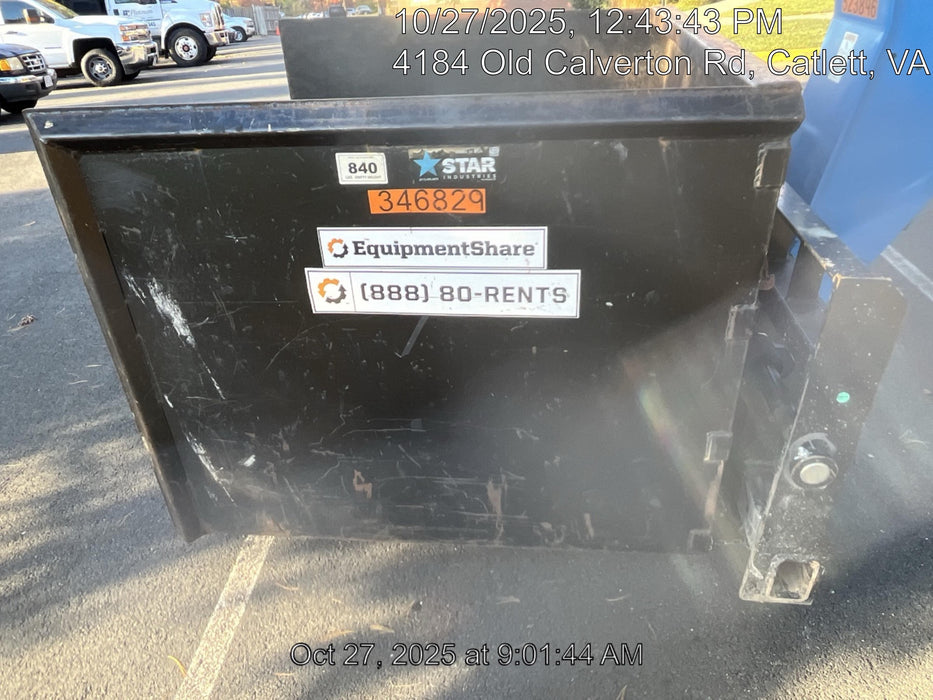 10/27/2025, 12:43:43 PM
4184 Old Calverton Rd, Catlett, VA
840
STAR
INDUSTRIES
346829
EquipmentShare
(888) 80-RENTS
Oct 27, 2025 at 9:01:44 AM